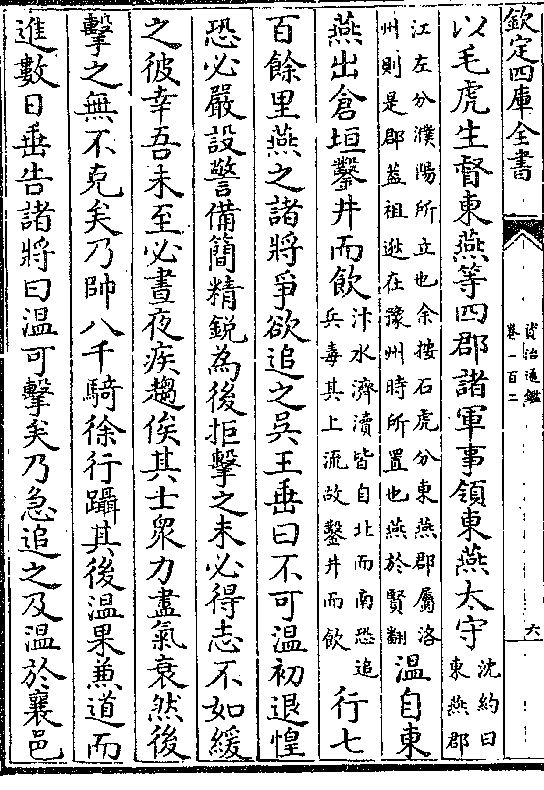 欽定四庫全書
資治通鑑
卷一百二
六
以毛虎生督東燕等四郡諸軍事領東燕太守
沈約曰
東燕郡
江左分濮陽所立也余按石虎分東燕郡屬洛
州則是郡蓋祖逖在豫州時所置也燕於賢翻
溫自東
燕出倉垣鑿井而飲
汴水濟瀆皆自北而南恐追
兵毒其上流故鑿井而飲
行七
百餘里燕之諸將爭欲追之吳王垂曰不可溫初退惶
恐必嚴設警備簡精銳為後拒擊之未必得志不如緩
之彼幸吾未至必晝夜疾趨俟其士衆力盡氣衰然後
擊之無不克矣乃帥八千騎徐行躡其後溫果兼道而
進數日垂告諸將曰溫可擊矣乃急追之及溫於襄邑